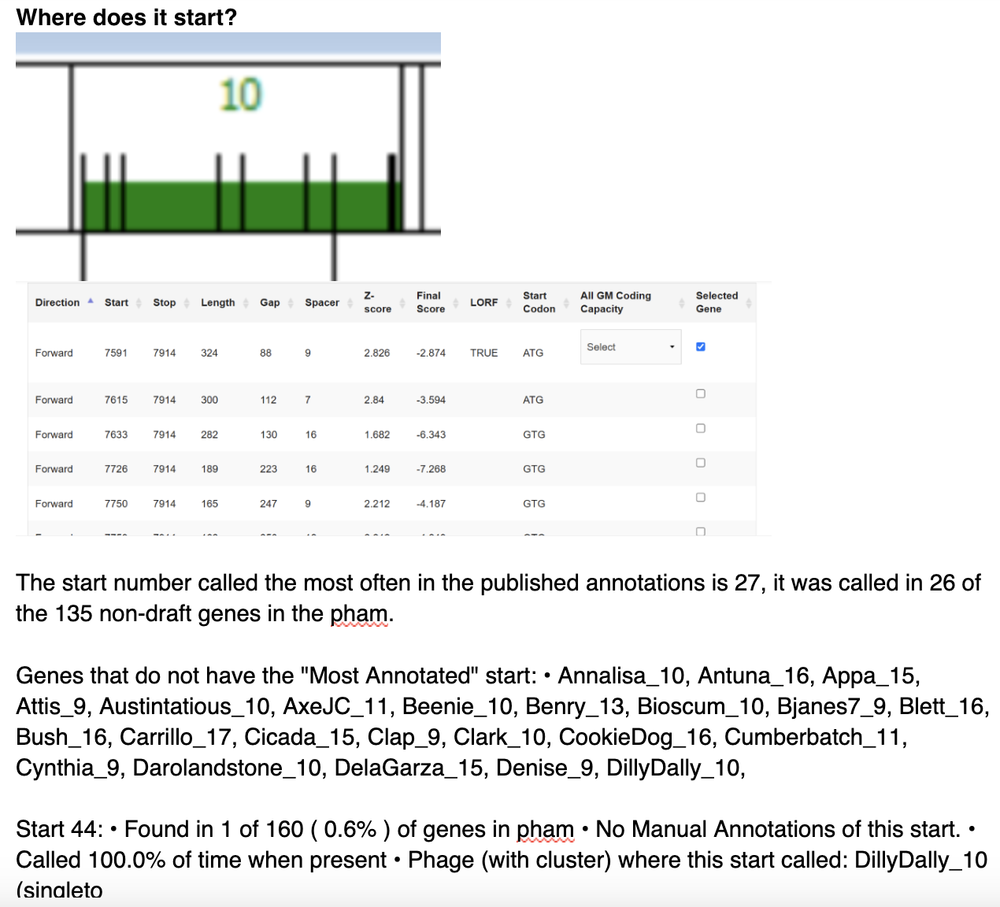 Where does it start?
10
Direction Start Stop Length Gap Spacer Z-score Final Score LORF Start Codon All GM Coding Capacity Selected Gene
Forward 7591 7914 324 88 9 2.826 -2.874 TRUE ATG Select
Forward 7615 7914 300 112 7 2.84 -3.594 ATG
Forward 7633 7914 282 130 16 1.682 -6.343 GTG
Forward 7726 7914 189 223 16 1.249 -7.268 GTG
Forward 7750 7914 165 247 9 2.212 -4.187 GTG
The start number called the most often in the published annotations is 27, it was called in 26 of
the 135 non-draft genes in the pham.
Genes that do not have the "Most Annotated" start: • Annalisa_10, Antuna_16, Appa_15,
Attis_9, Austintatious_10, AxeJC_11, Beenie_10, Benry_13, Bioscum_10, Bjanes7_9, Blett_16,
Bush_16, Carrillo_17, Cicada_15, Clap_9, Clark_10, CookieDog_16, Cumberbatch_11,
Cynthia_9, Darolandstone_10, DelaGarza_15, Denise_9, DillyDally_10,
Start 44: • Found in 1 of 160 ( 0.6% ) of genes in pham • No Manual Annotations of this start. •
Called 100.0% of time when present • Phage (with cluster) where this start called: DillyDally_10
(singleto